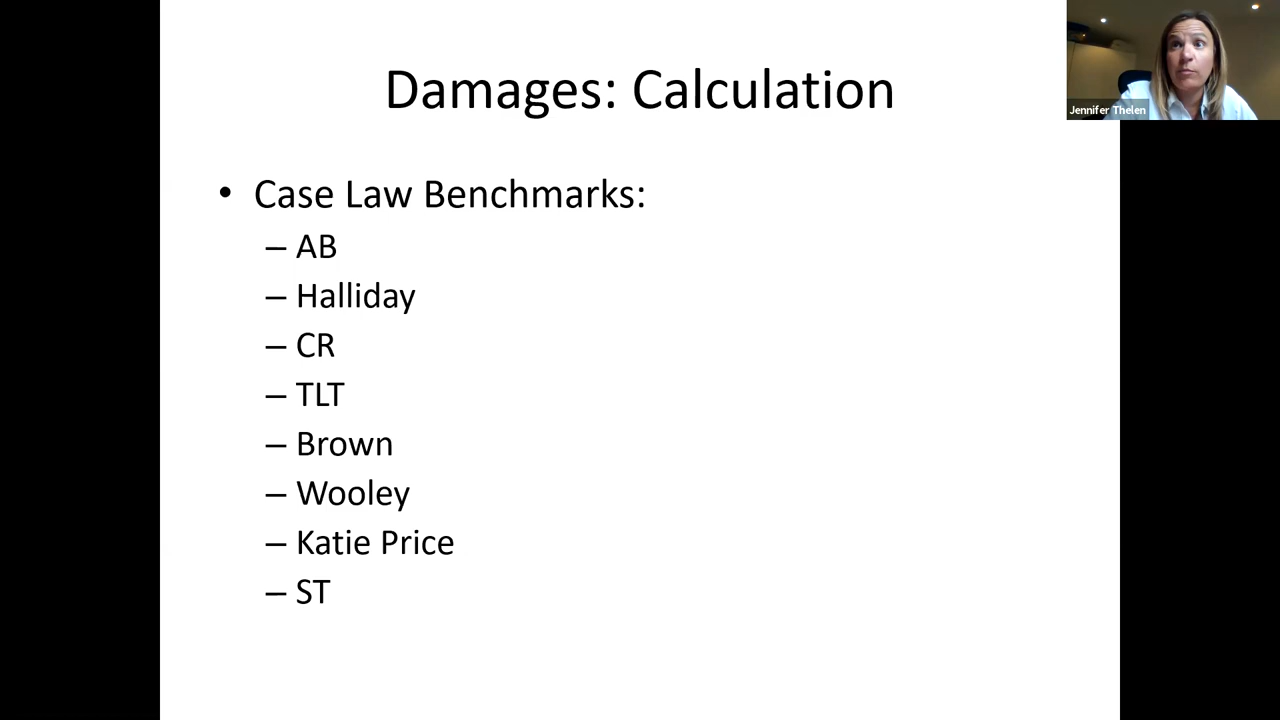 Damages: Calculation
Jennifer Thelen
• Case Law Benchmarks:
– AB
– Halliday
– CR
– TLT
– Brown
– Wooley
– Katie Price
– ST